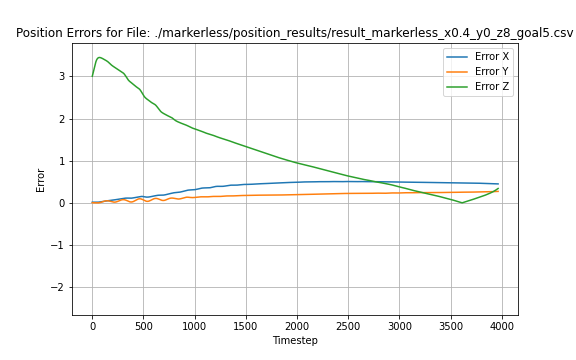 Position Errors for File: ./markerless/position_results/result_markerless_x0.4_y0_z8_goal5.csv
Error X
Error Y
Error Z
3
2
1
0
−1
−2
Error
0
500
1000
1500
2000
2500
3000
3500
4000
Timestep